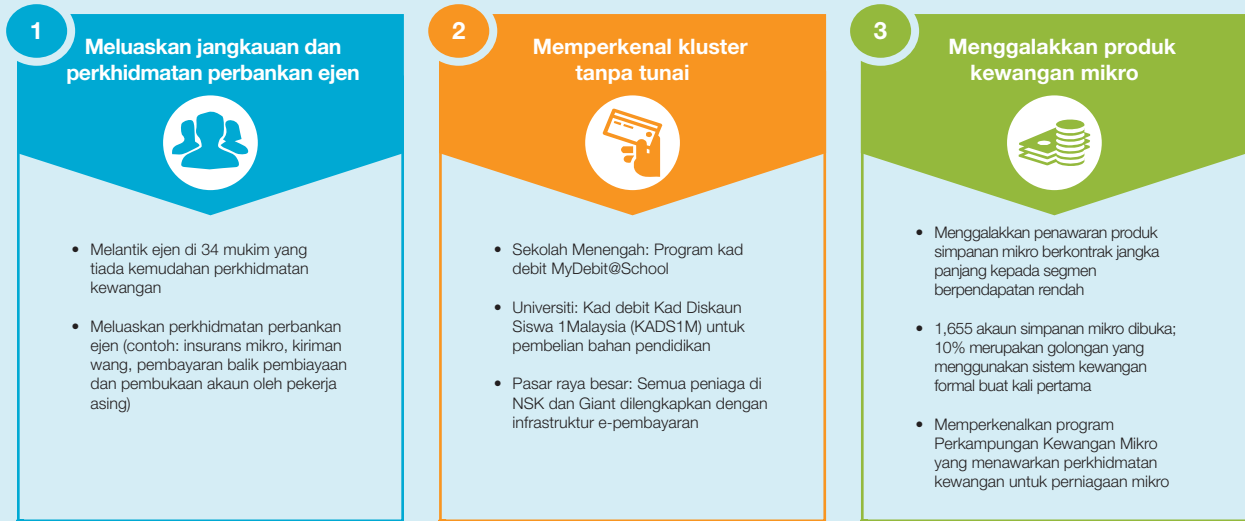 1
Meluaskan jangkauan dan
perkhidmatan perbankan ejen
• Melantik ejen di 34 mukim yang
tiada kemudahan perkhidmatan
kewangan
• Meluaskan perkhidmatan perbankan
ejen (contoh: insurans mikro, kiriman
wang, pembayaran balik pembiayaan
dan pembukaan akaun oleh pekerja
asing)
2
Memperkenal kluster
tanpa tunai
• Sekolah Menengah: Program kad
debit MyDebit@School
• Universiti: Kad debit Kad Diskaun
Siswa 1Malaysia (KADS1M) untuk
pembelian bahan pendidikan
• Pasar raya besar: Semua peniaga di
NSK dan Giant dilengkapkan dengan
infrastruktur e-pembayaran
3
Menggalakkan produk
kewangan mikro
• Menggalakkan penawaran produk
simpanan mikro berkontrak jangka
panjang kepada segmen
berpendapatan rendah
• 1,655 akaun simpanan mikro dibuka;
10% merupakan golongan yang
menggunakan sistem kewangan
formal buat kali pertama
• Memperkenalkan program
Perkampungan Kewangan Mikro
yang menawarkan perkhidmatan
kewangan untuk perniagaan mikro